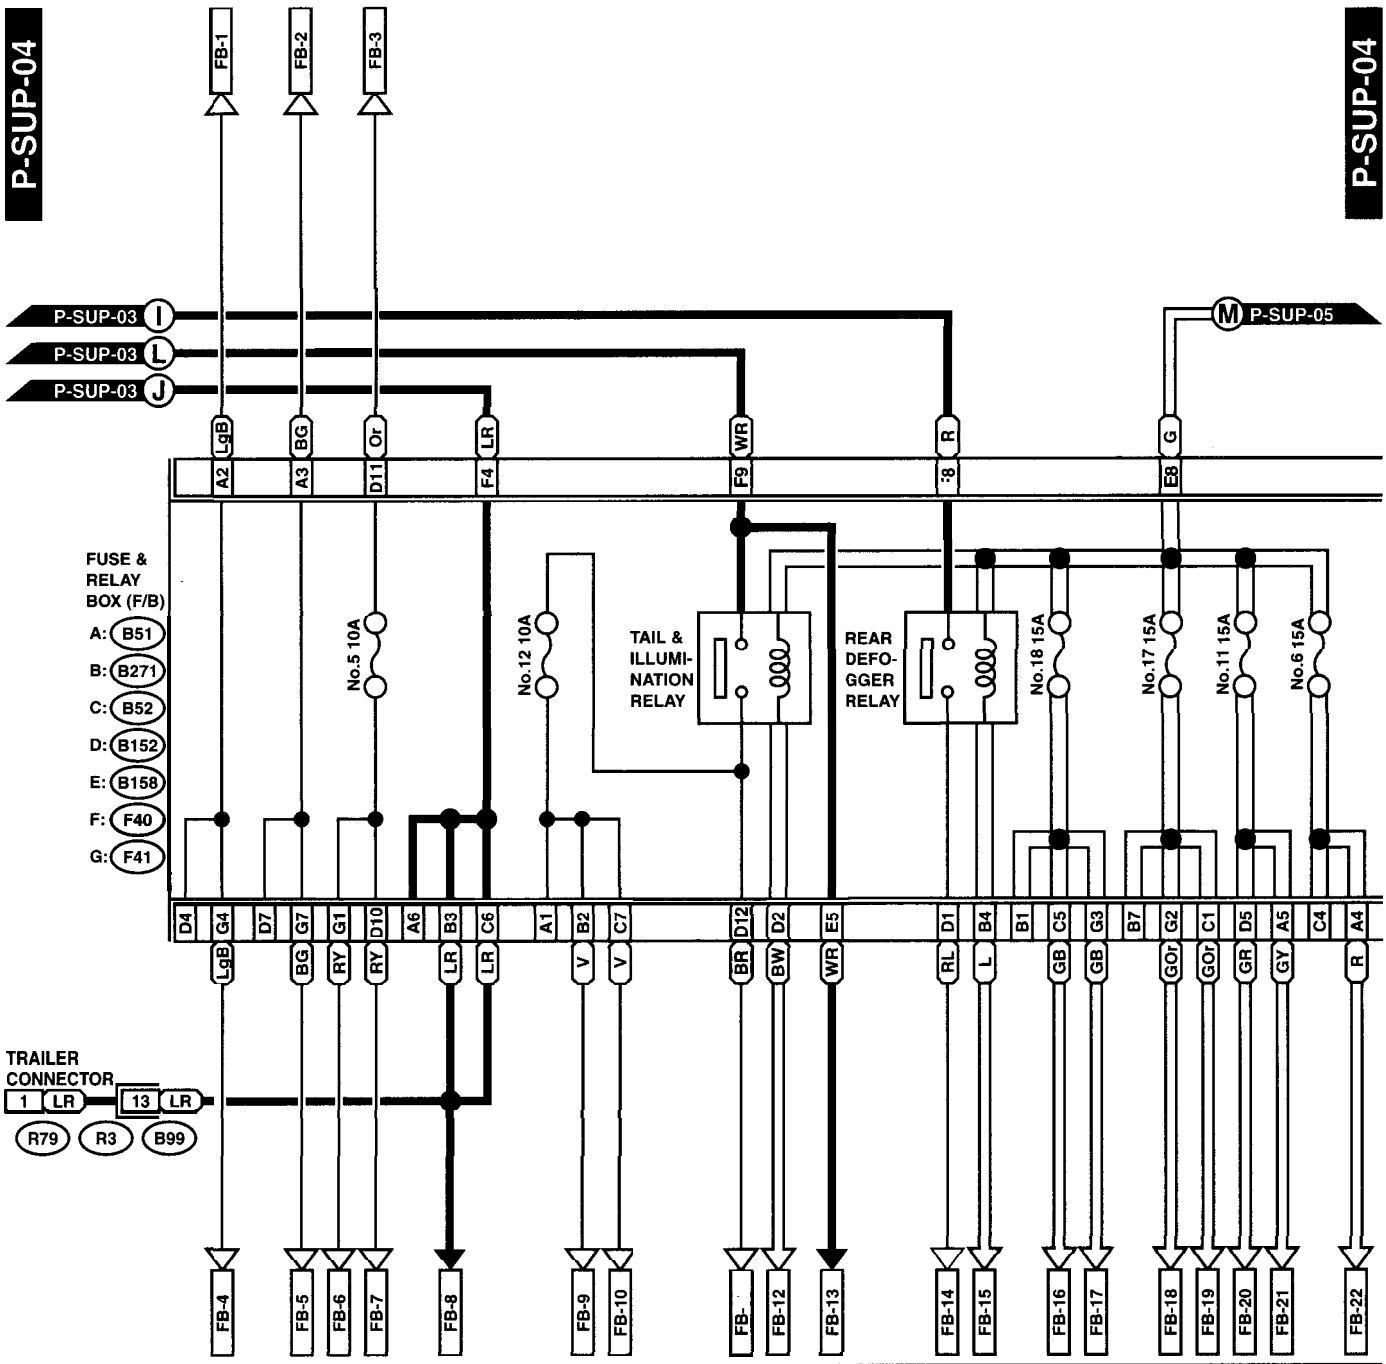 P-SUP-04
P-SUP-04
FB-1
FB-2
FB-3
P-SUP-03 I
P-SUP-03 L
P-SUP-03 J
M P-SUP-05
LgB
BG
Or
LR
WR
R
G
A2
A3
D11
F4
F9
F8
E8
FUSE &
RELAY
BOX (F/B)
A: B51
B: B271
C: B52
D: B152
E: B158
F: F40
G: F41
No.5 10A
No.12 10A
TAIL &
ILLUMI-
NATION
RELAY
REAR
DEFO-
GGER
RELAY
No.18 15A
No.17 15A
No.11 15A
No.6 15A
D4
G4
D7
G7
G1
D10
A6
B3
C6
A1
B2
C7
D12
D2
E5
D1
B4
B1
C5
G3
B7
G2
C1
D5
A5
C4
A4
LgB
BG
RY
RY
LR
LR
V
V
BR
BW
WR
RL
L
GB
GB
GOr
GOr
GR
GY
R
TRAILER
CONNECTOR
1 LR 13 LR
R79 R3 B99
FB-4
FB-5
FB-6
FB-7
FB-8
FB-9
FB-10
FB-
FB-12
FB-13
FB-14
FB-15
FB-16
FB-17
FB-18
FB-19
FB-20
FB-21
FB-22